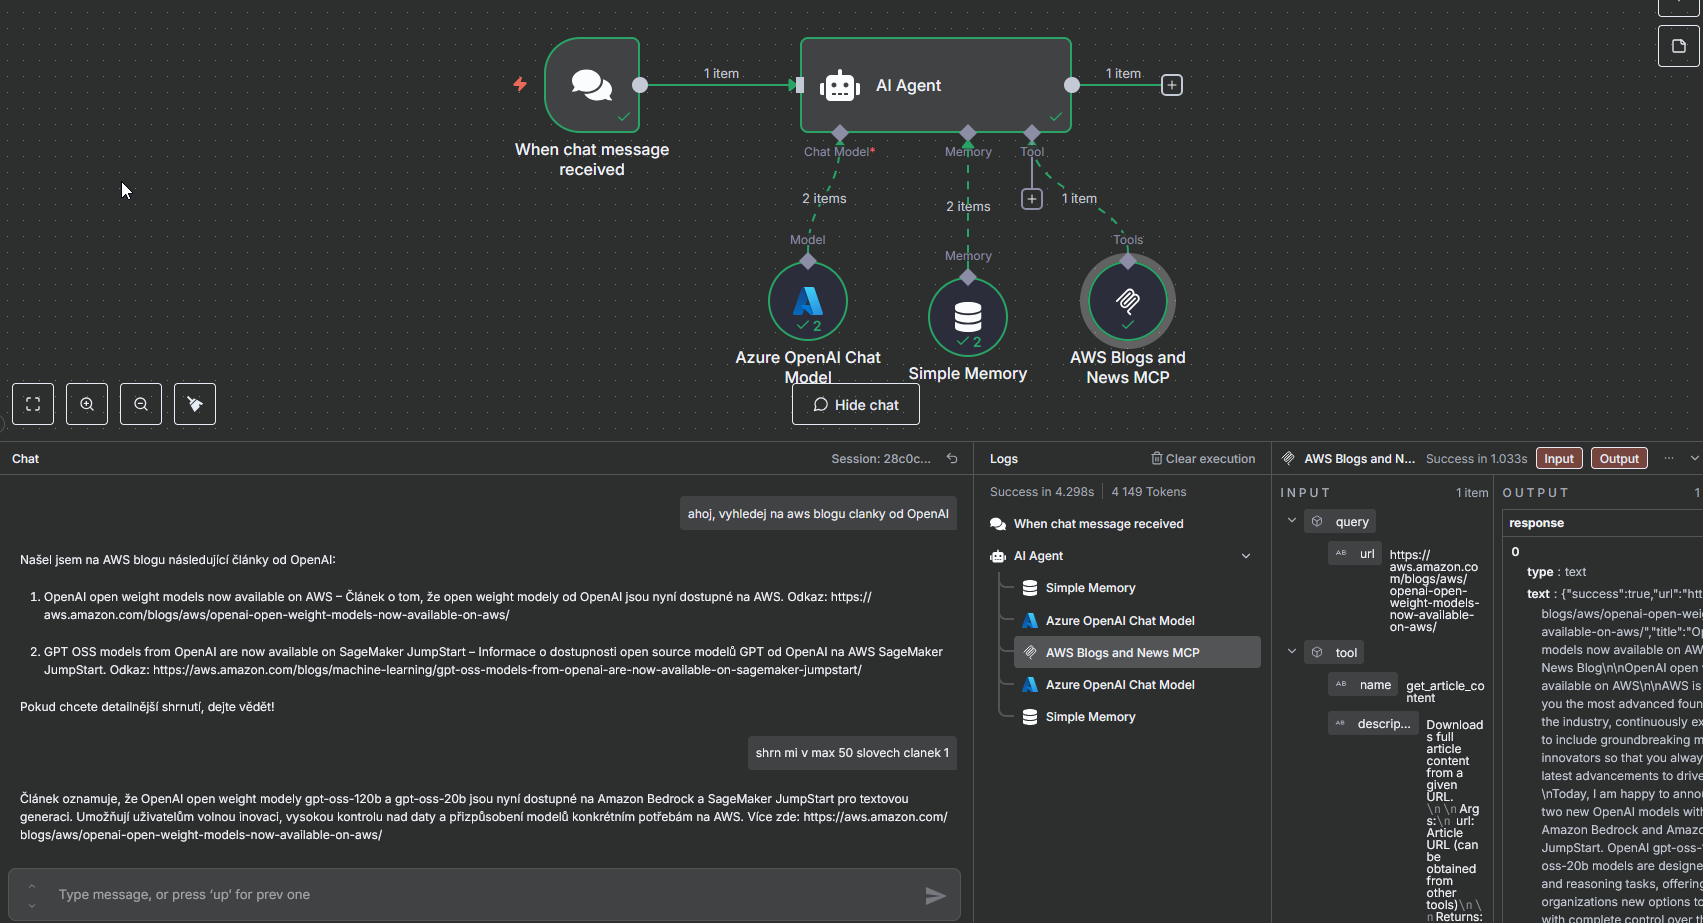 1 item
AI Agent
1 item
When chat message
received
Chat Model*
Memory
Tool
2 items
2 items
1 item
Model
Memory
Tools
2
2
Azure OpenAI Chat
Model
Simple Memory
AWS Blogs and
News MCP
Hide chat
Chat
Session: 28c0c...
ahoj, vyhledej na aws blogu clanky od OpenAI
Našel jsem na AWS blogu následující články od OpenAI:
1. OpenAI open weight models now available on AWS – Článek o tom, že open weight modely od OpenAI jsou nyní dostupné na AWS. Odkaz: https://
aws.amazon.com/blogs/aws/openai-open-weight-models-now-available-on-aws/
2. GPT OSS models from OpenAI are now available on SageMaker JumpStart – Informace o dostupnosti open source modelů GPT od OpenAI na AWS SageMaker
JumpStart. Odkaz: https://aws.amazon.com/blogs/machine-learning/gpt-oss-models-from-openai-are-now-available-on-sagemaker-jumpstart/
Pokud chcete detailnější shrnutí, dejte vědět!
shrn mi v max 50 slovech clanek 1
Článek oznamuje, že OpenAI open weight modely gpt-oss-120b a gpt-oss-20b jsou nyní dostupné na Amazon Bedrock a SageMaker JumpStart pro textovou
generaci. Umožňují uživatelům volnou inovaci, vysokou kontrolu nad daty a přizpůsobení modelů konkrétním potřebám na AWS. Více zde: https://aws.amazon.com/
blogs/aws/openai-open-weight-models-now-available-on-aws/
Type message, or press ‘up’ for prev one
Logs
Clear execution
Success in 4.298s
4 149 Tokens
When chat message received
AI Agent
Simple Memory
Azure OpenAI Chat Model
AWS Blogs and News MCP
Azure OpenAI Chat Model
Simple Memory
AWS Blogs and N...
Success in 1.033s
Input
Output
INPUT
1 item
query
AB url
https://
aws.amazon.co
m/blogs/aws/
openai-open-
weight-models-
now-available-
on-aws/
tool
AB name
get_article_co
ntent
AB descrip...
Download
s full
article
content
from a
given
URL.
\n\n Arg
s:\n url:
Article
URL (can
be
obtained
from
other
tools)\n\
n Returns:
OUTPUT
1
response
0
type : text
text : {"success":true,"url":"htt
blogs/aws/openai-open-wei
available-on-aws/","title":"Op
models now available on AW
News Blog\n\nOpenAI open
available on AWS\n\nAWS is
you the most advanced foun
the industry, continuously ex
to include groundbreaking m
innovators so that you alway
latest advancements to drive
\nToday, I am happy to annou
two new OpenAI models with
Amazon Bedrock and Amazo
JumpStart. OpenAI gpt-oss-
oss-20b models are designe
and reasoning tasks, offering
organizations new options to
with complete control over th